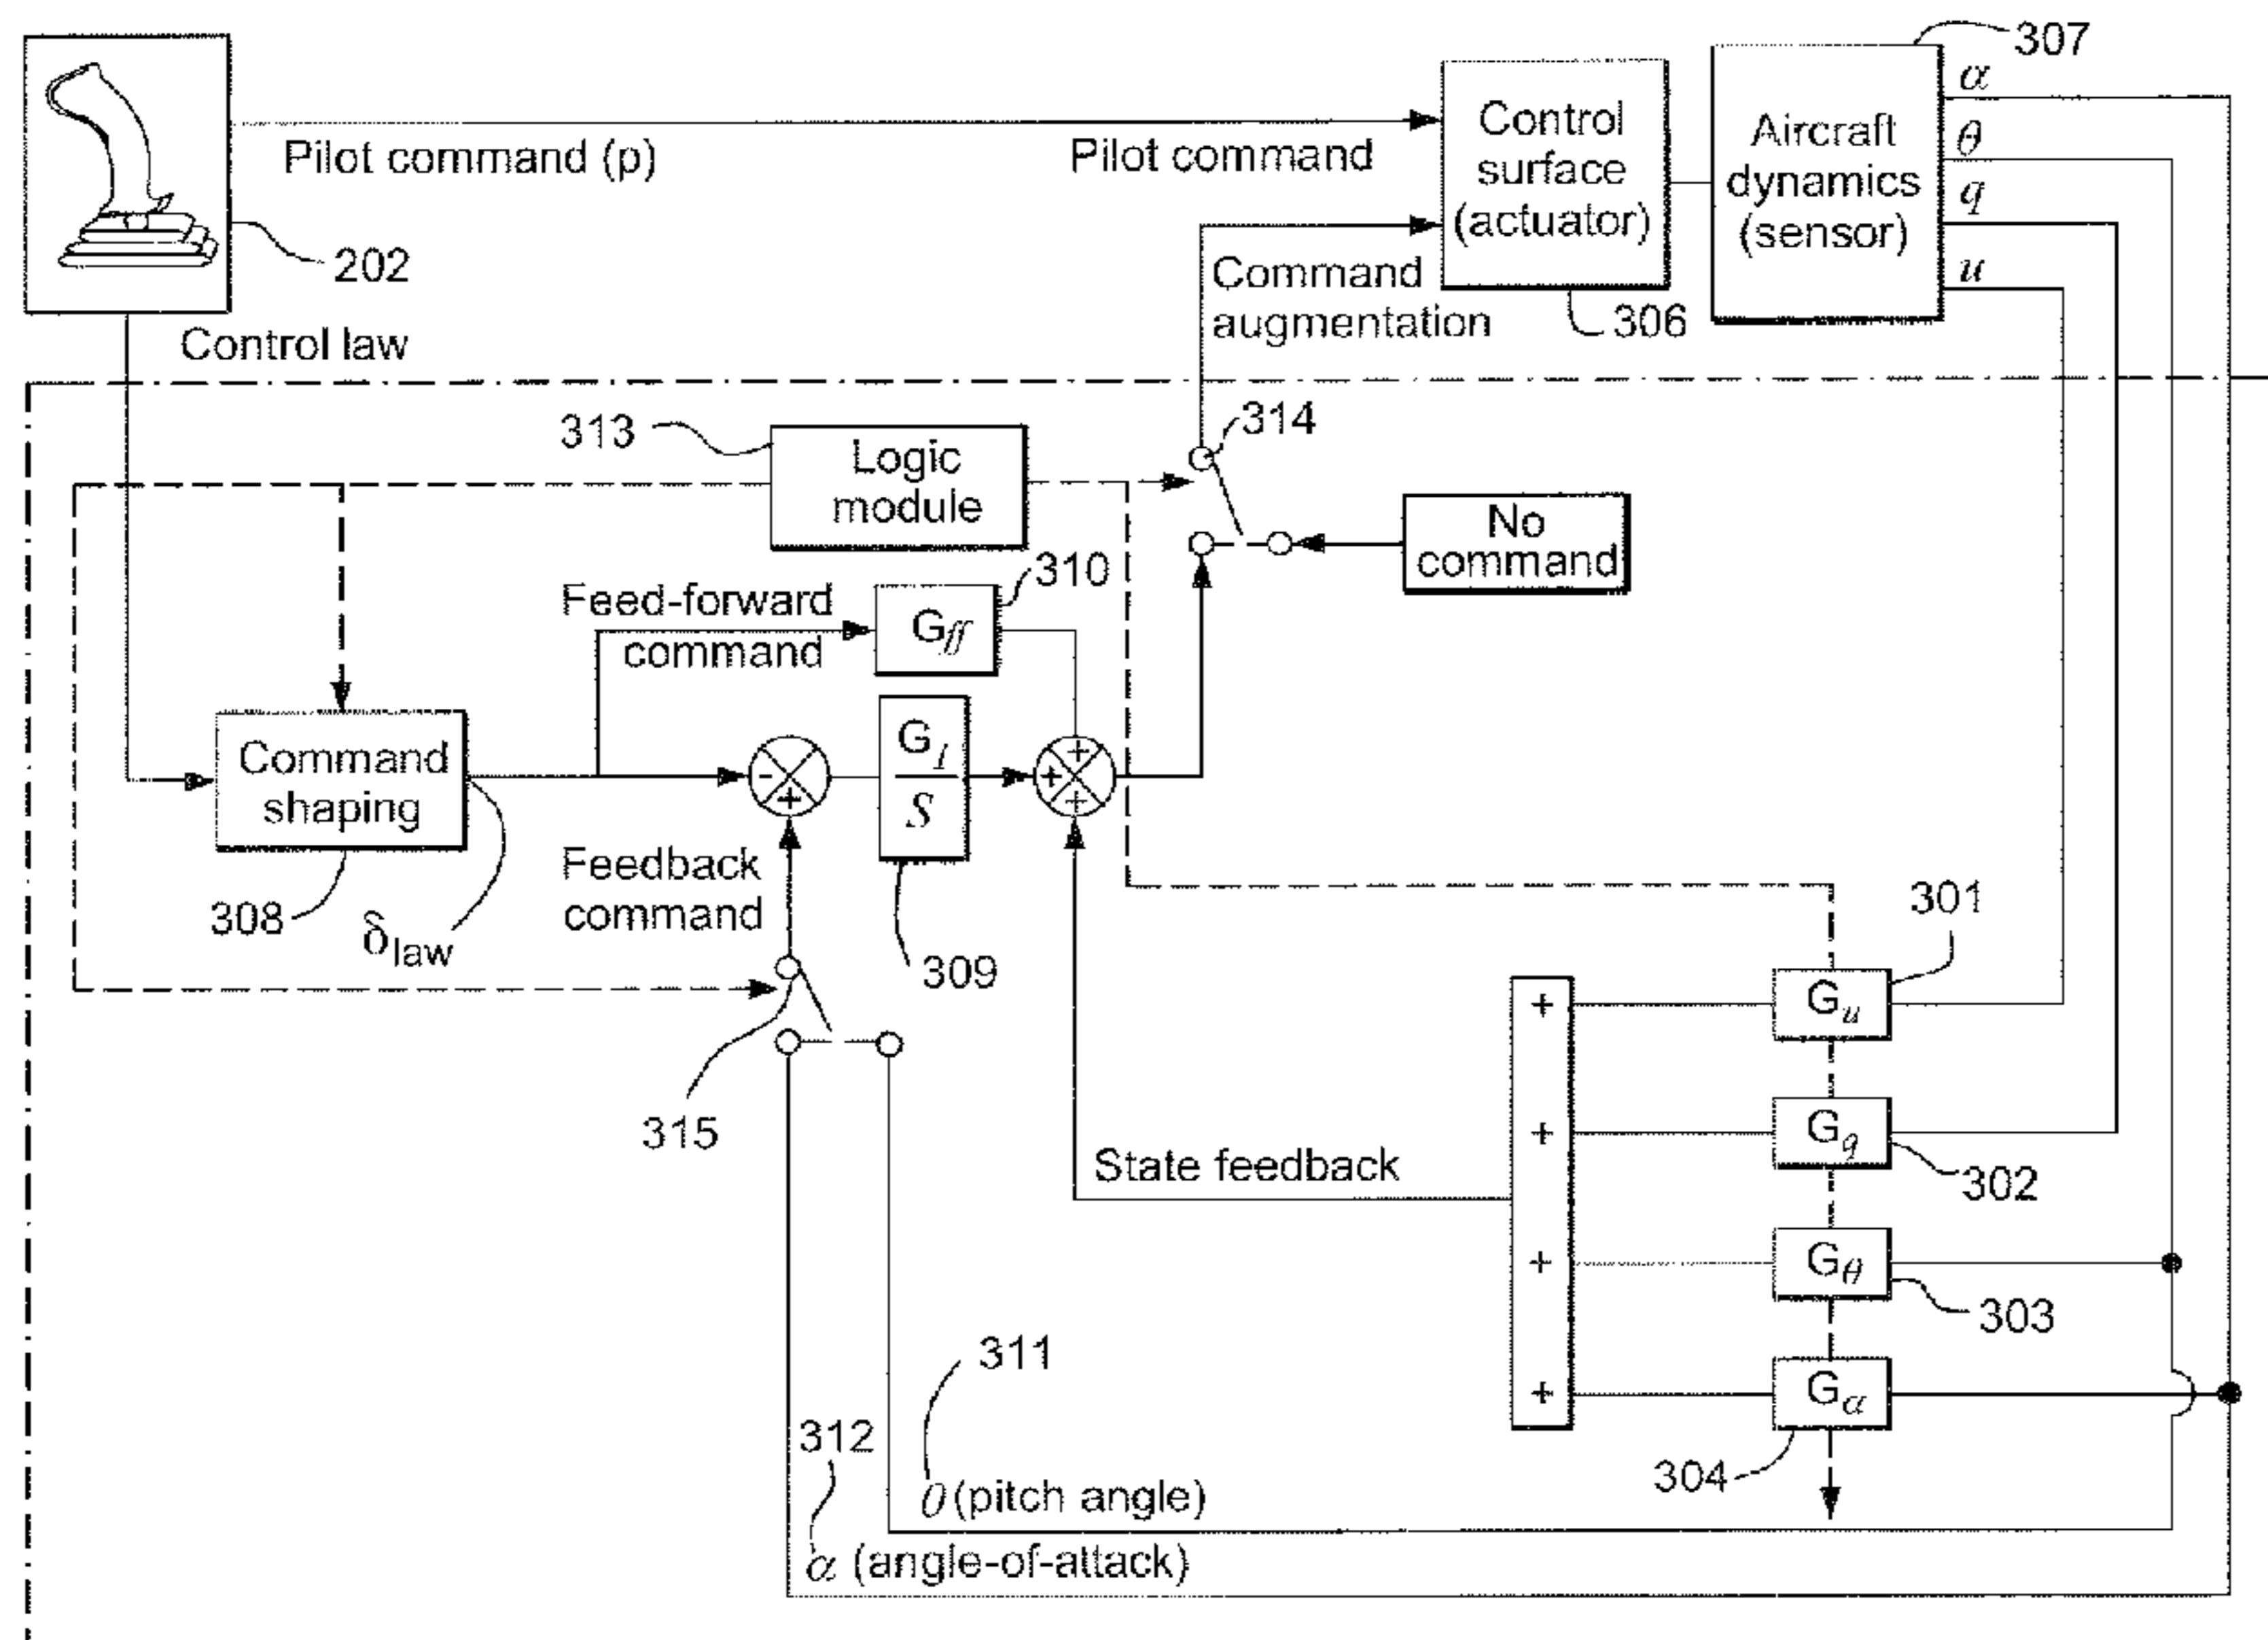 307
α
Control
surface
(actuator)
Aircraft
dynamics
(sensor)
θ
q
u
Pilot command (p)
Pilot command
202
Command
augmentation
306
Control law
313
Logic
module
314
No
command
310
Feed-forward
command
Gff
Command
shaping
-
+
GI
S
+
+
+
308
δlaw
Feedback
command
309
301
+
Gu
315
+
Gq
302
State feedback
+
Gθ
303
311
+
Gα
312
304
θ (pitch angle)
α (angle-of-attack)